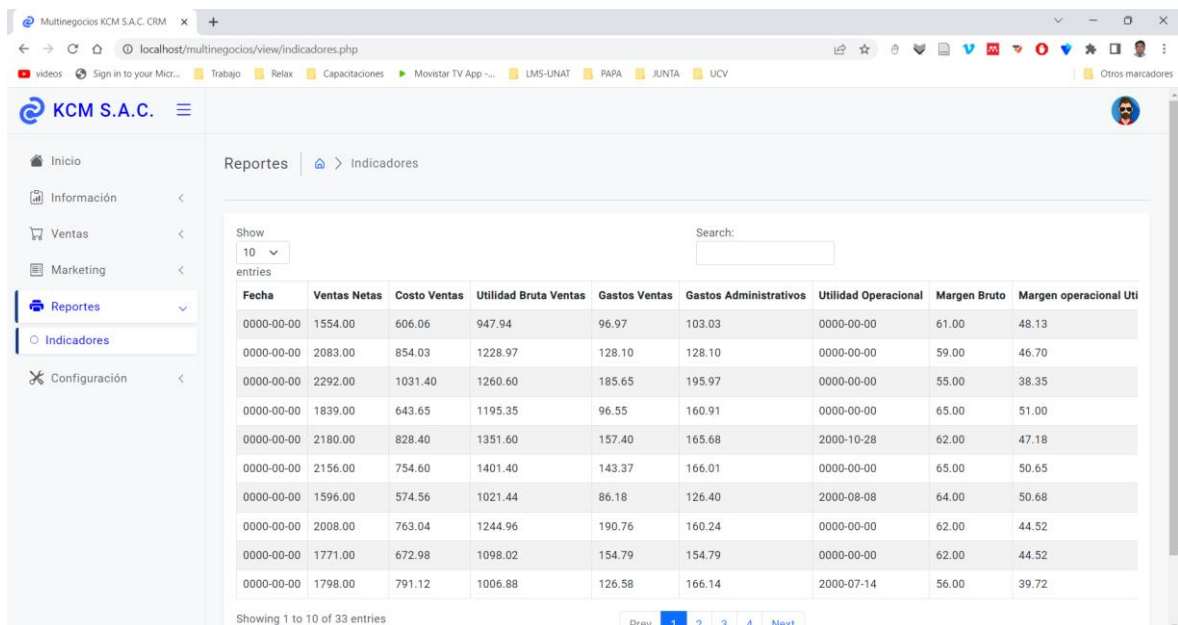 Multinegocios KCM S.A.C. CRM
localhost/multinegocios/view/indicadores.php
videos Sign in to your Micr... Trabajo Relax Capacitaciones Movistar TV App -... LMS-UNAT PAPA JUNTA UCV Otros marcadores
KCM S.A.C.
Inicio
Información
Ventas
Marketing
Reportes
Indicadores
Configuración
Reportes Indicadores
Show
10
entries
Search:
Fecha Ventas Netas Costo Ventas Utilidad Bruta Ventas Gastos Ventas Gastos Administrativos Utilidad Operacional Margen Bruto Margen operacional Uti
0000-00-00 1554.00 606.06 947.94 96.97 103.03 0000-00-00 61.00 48.13
0000-00-00 2083.00 854.03 1228.97 128.10 128.10 0000-00-00 59.00 46.70
0000-00-00 2292.00 1031.40 1260.60 185.65 195.97 0000-00-00 55.00 38.35
0000-00-00 1839.00 643.65 1195.35 96.55 160.91 0000-00-00 65.00 51.00
0000-00-00 2180.00 828.40 1351.60 157.40 165.68 2000-10-28 62.00 47.18
0000-00-00 2156.00 754.60 1401.40 143.37 166.01 0000-00-00 65.00 50.65
0000-00-00 1596.00 574.56 1021.44 86.18 126.40 2000-08-08 64.00 50.68
0000-00-00 2008.00 763.04 1244.96 190.76 160.24 0000-00-00 62.00 44.52
0000-00-00 1771.00 672.98 1098.02 154.79 154.79 0000-00-00 62.00 44.52
0000-00-00 1798.00 791.12 1006.88 126.58 166.14 2000-07-14 56.00 39.72
Showing 1 to 10 of 33 entries
Prev 1 2 3 4 Next